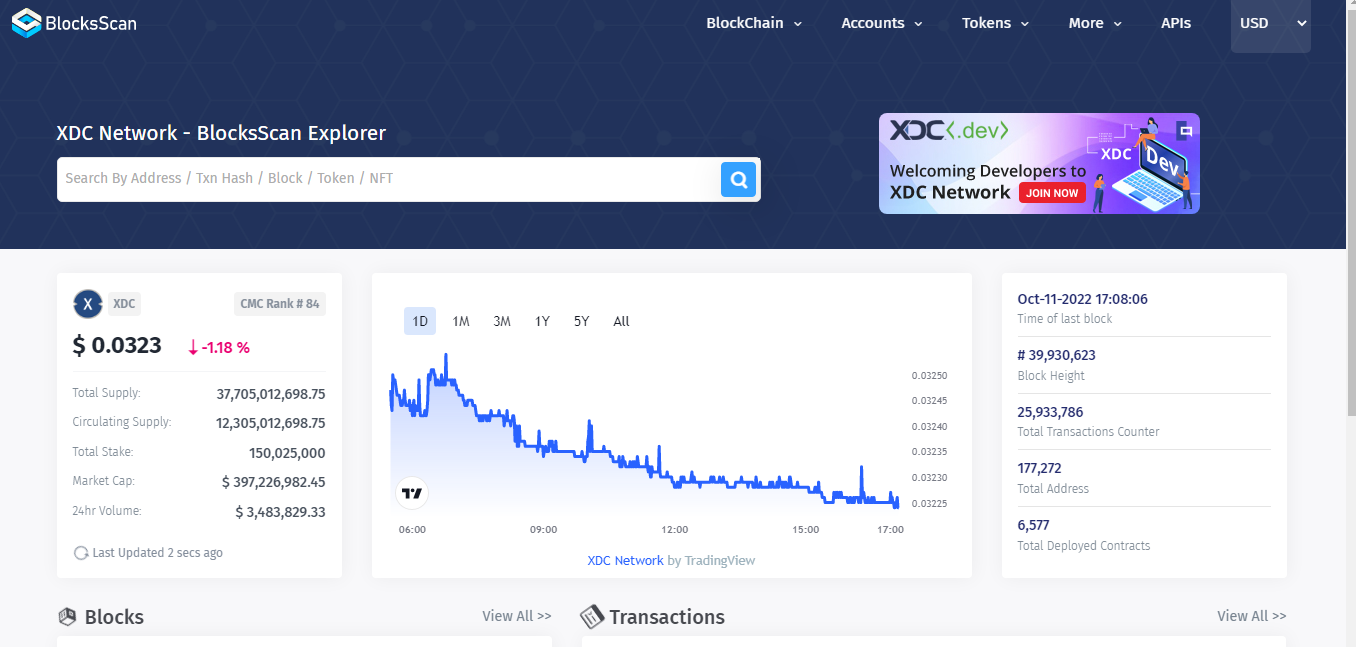 BlocksScan
BlockChain
Accounts
Tokens
More
APIs
USD
XDC Network - BlocksScan Explorer
Search By Address / Txn Hash / Block / Token / NFT
XDC<.dev>
Welcoming Developers to
XDC Network JOIN NOW
XDC
Dev
X XDC CMC Rank # 84
$ 0.0323 ↓ -1.18 %
Total Supply: 37,705,012,698.75
Circulating Supply: 12,305,012,698.75
Total Stake: 150,025,000
Market Cap: $ 397,226,982.45
24hr Volume: $ 3,483,829.33
Last Updated 2 secs ago
1D 1M 3M 1Y 5Y All
0.03250
0.03245
0.03240
0.03235
0.03230
0.03225
06:00 09:00 12:00 15:00 17:00
XDC Network by TradingView
Oct-11-2022 17:08:06
Time of last block
# 39,930,623
Block Height
25,933,786
Total Transactions Counter
177,272
Total Address
6,577
Total Deployed Contracts
Blocks View All >>
Transactions View All >>